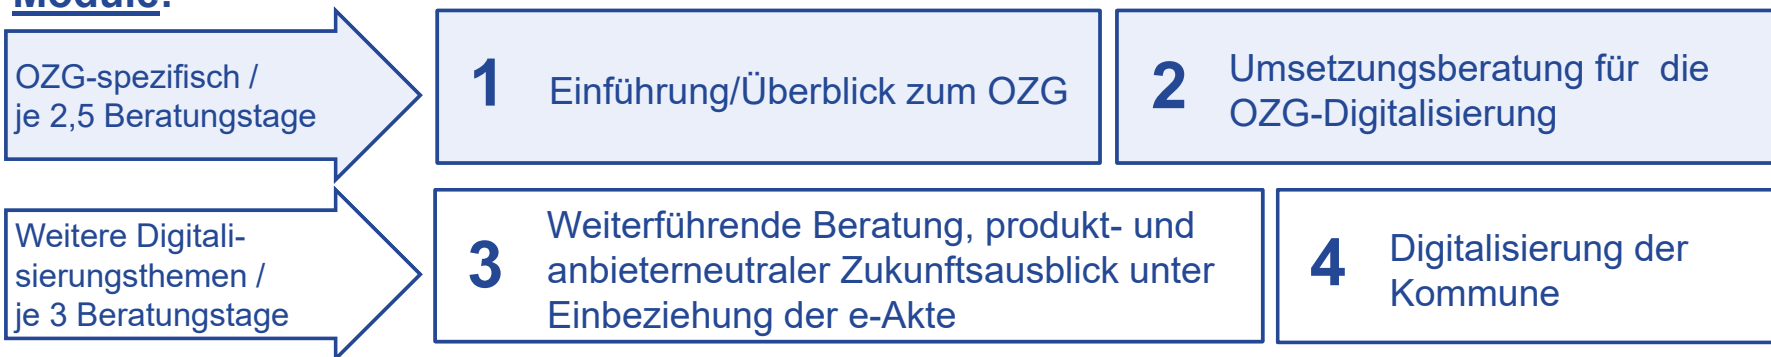 Module:
OZG-spezifisch /
je 2,5 Beratungstage
1
Einführung/Überblick zum OZG
2
Umsetzungsberatung für die
OZG-Digitalisierung
Weitere Digitali-
sierungsthemen /
je 3 Beratungstage
3
Weiterführende Beratung, produkt- und
anbieterneutraler Zukunftsausblick unter
Einbeziehung der e-Akte
4
Digitalisierung der
Kommune